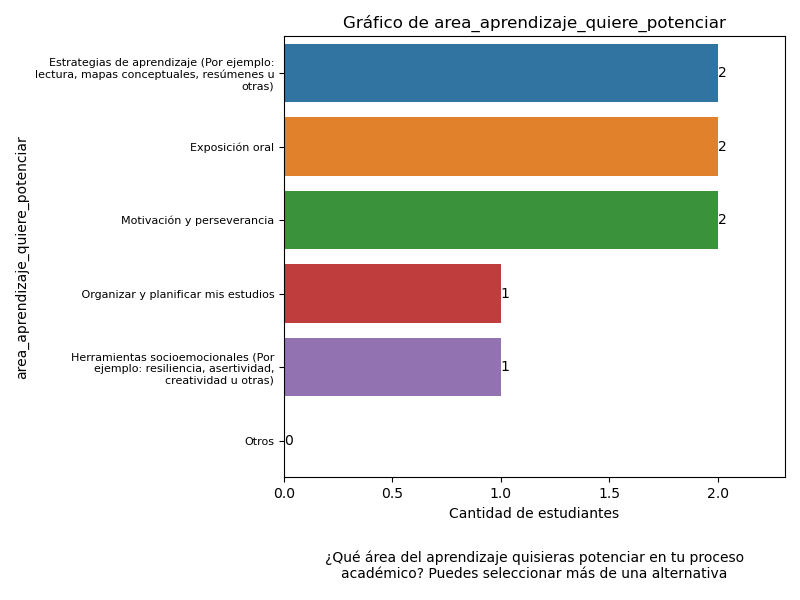 Gráfico de area_aprendizaje_quiere_potenciar
area_aprendizaje_quiere_potenciar
Estrategias de aprendizaje (Por ejemplo:
lectura, mapas conceptuales, resúmenes u
otras)
2
Exposición oral
2
Motivación y perseverancia
2
Organizar y planificar mis estudios
1
Herramientas socioemocionales (Por
ejemplo: resiliencia, asertividad,
creatividad u otras)
1
Otros
0
0.0 0.5 1.0 1.5 2.0
Cantidad de estudiantes
¿Qué área del aprendizaje quisieras potenciar en tu proceso
académico? Puedes seleccionar más de una alternativa